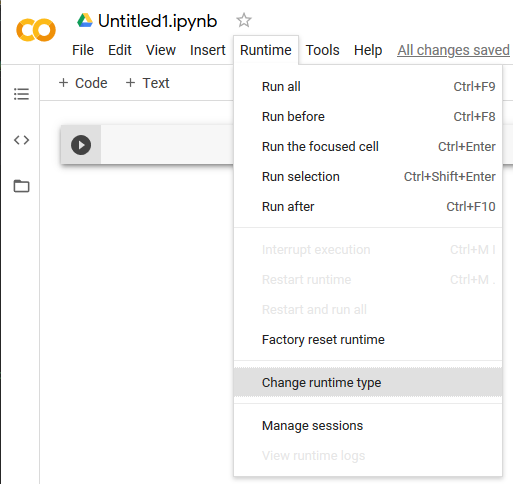 Untitled1.ipynb
File Edit View Insert Runtime Tools Help All changes saved
+ Code + Text
Run all Ctrl+F9
Run before Ctrl+F8
Run the focused cell Ctrl+Enter
Run selection Ctrl+Shift+Enter
Run after Ctrl+F10
Interrupt execution Ctrl+M I
Restart runtime Ctrl+M .
Restart and run all
Factory reset runtime
Change runtime type
Manage sessions
View runtime logs